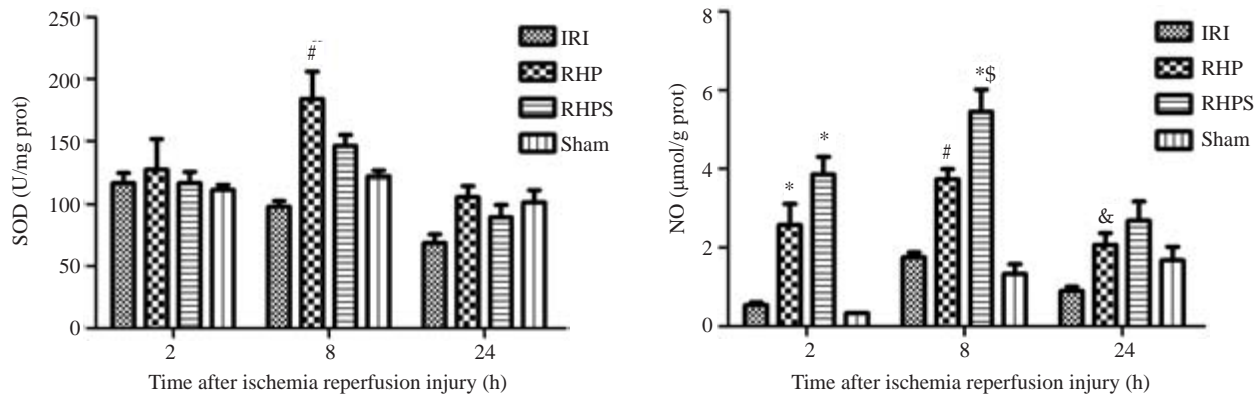 250
200
150
100
50
0
SOD (U/mg prot)
#
IRI
RHP
RHPS
Sham
2 8 24
Time after ischemia reperfusion injury (h)
8
6
4
2
0
NO (μmol/g prot)
* * # *$ &
IRI
RHP
RHPS
Sham
2 8 24
Time after ischemia reperfusion injury (h)